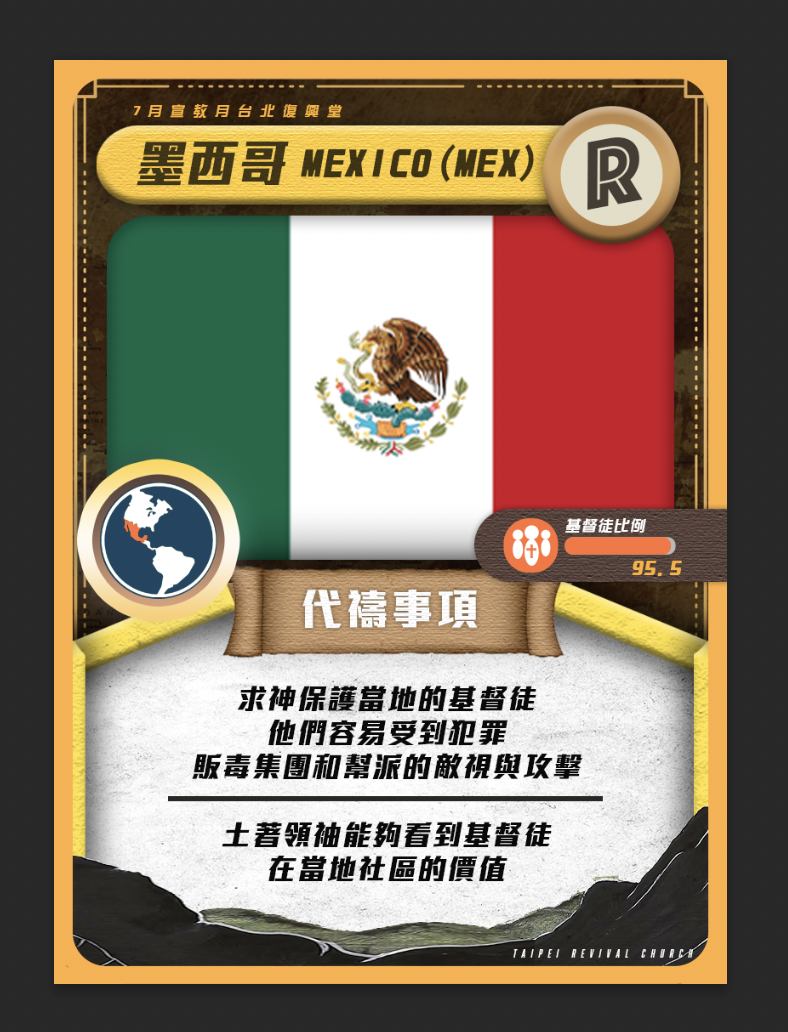 7月宣教月台北復興堂
墨西哥 MEXICO(MEX)
R
基督徒比例
95.5
代禱事項
求神保護當地的基督徒
他們容易受到犯罪
販毒集團和幫派的敵視與攻擊
土著領袖能夠看到基督徒
在當地社區的價值
TAIPEI REVIVAL CHURCH